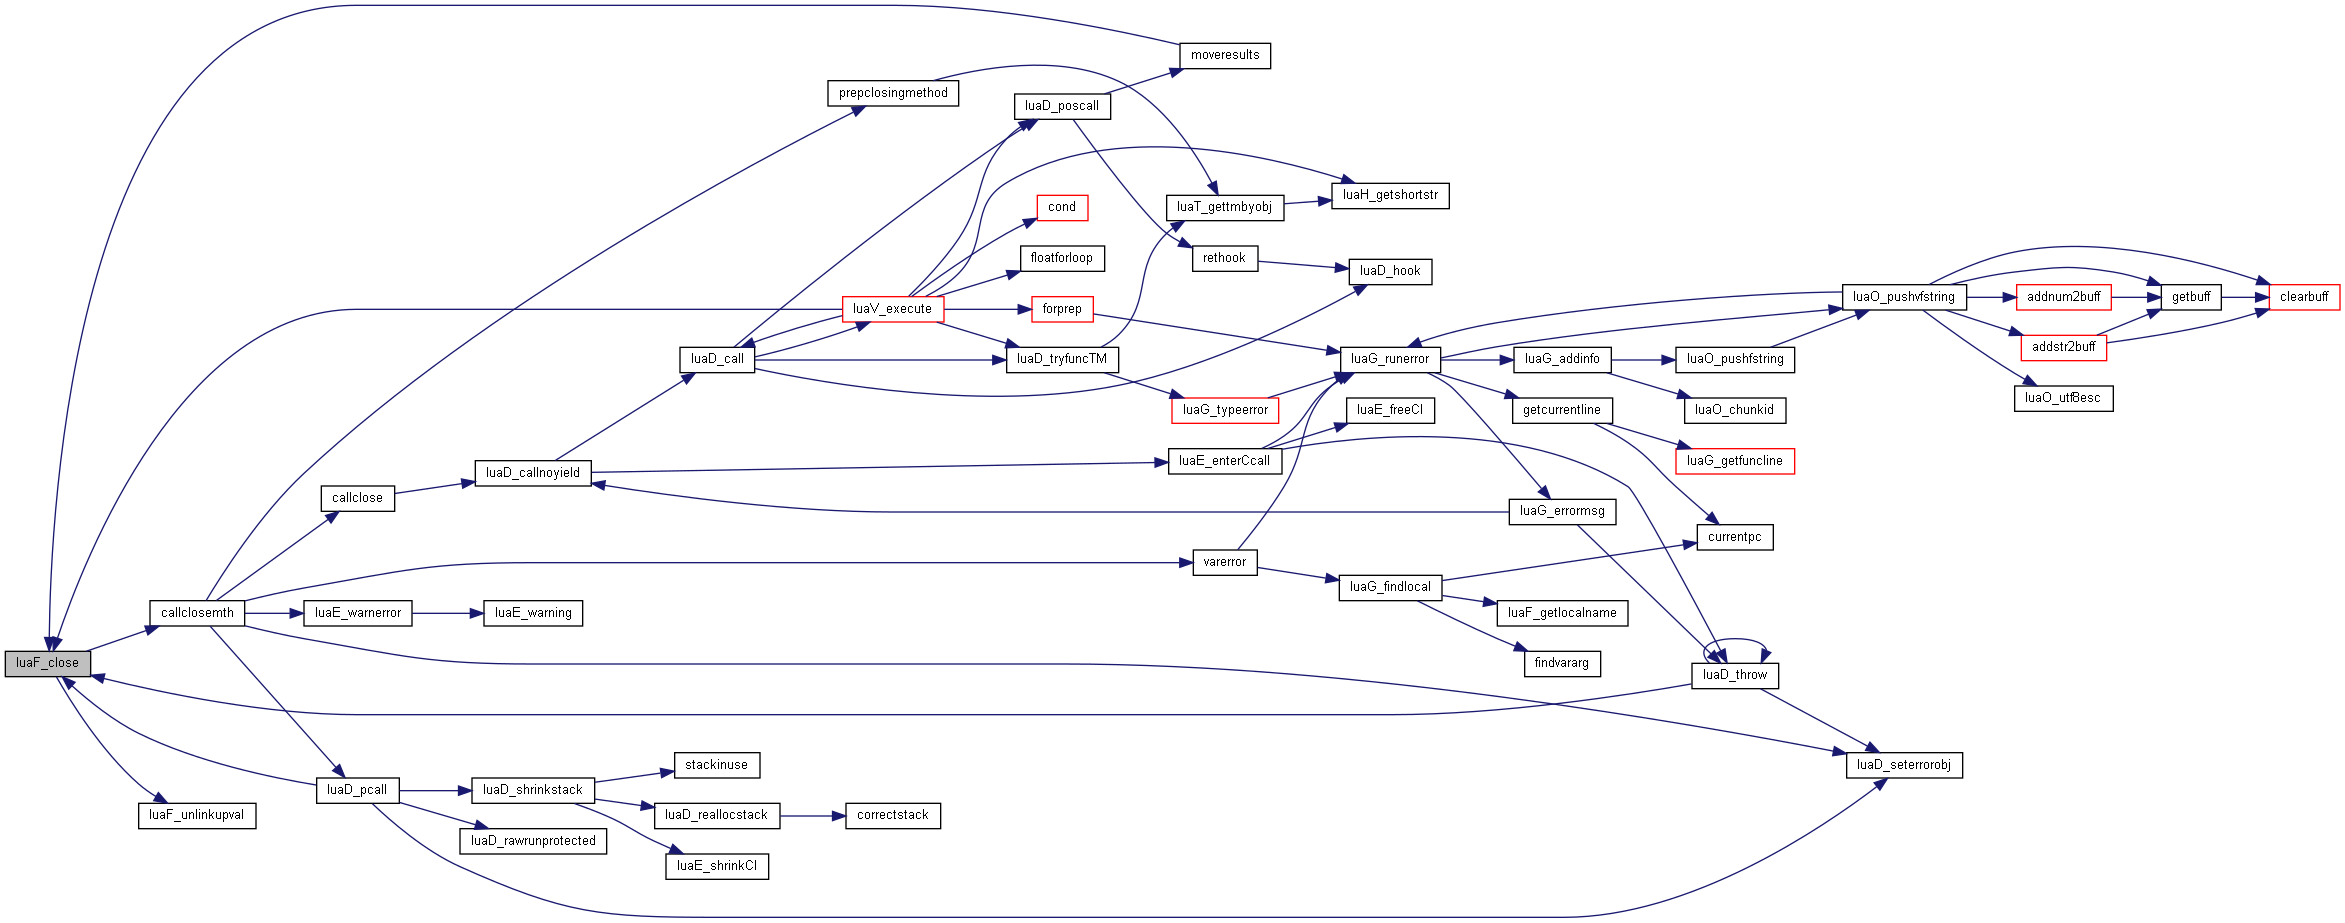 moveresults
prepclosingmethod
luaD_poscall
luaH_getshortstr
cond
luaT_gettmbyobj
floatforloop
rethook
luaD_hook
luaV_execute
forprep
luaO_pushvfstring
addnum2buff
getbuff
clearbuff
luaD_call
luaD_tryfuncTM
luaG_runerror
luaG_addinfo
luaO_pushfstring
addstr2buff
luaG_typeerror
luaE_freeCI
getcurrentline
luaO_chunkid
luaO_utf8esc
luaD_callnoyield
luaE_enterCcall
luaG_getfuncline
callclose
luaG_errormsg
currentpc
varerror
luaG_findlocal
callclosemth
luaE_warnerror
luaE_warning
luaF_getlocalname
luaF_close
findvararg
luaD_throw
luaD_seterrorobj
stackinuse
luaD_pcall
luaD_shrinkstack
luaF_unlinkupval
luaD_reallocstack
correctstack
luaD_rawrunprotected
luaE_shrinkCI